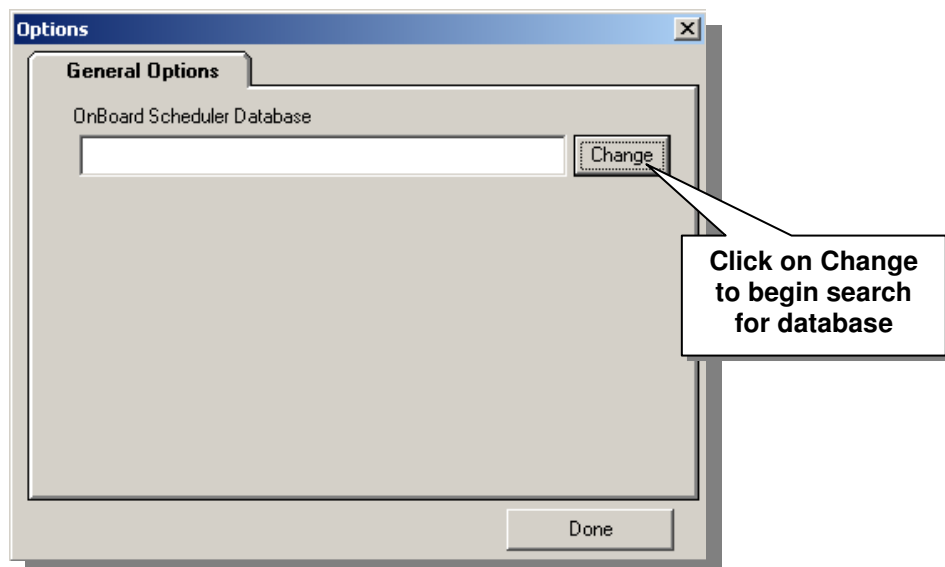 Options
General Options
OnBoard Scheduler Database
Change
Click on Change
to begin search
for database
Done